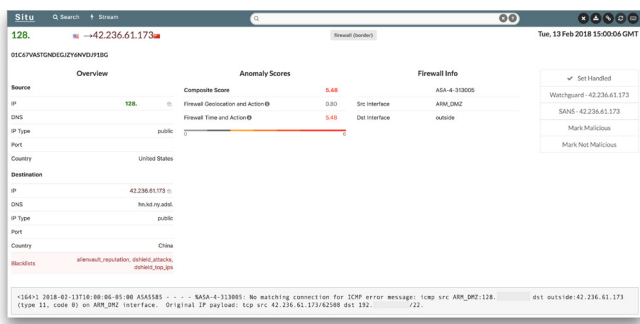 Situ Search Stream
128. →42.236.61.173 firewall (border) Tue, 13 Feb 2018 15:00:06 GMT
01C67VASTGNDEGJZY6NVDJ91BG
Overview
Source
IP 128.
DNS
IP Type public
Port
Country United States
Destination
IP 42.236.61.173
DNS hn.kd.ny.adsl.
IP Type public
Port
Country China
Blacklists alienvault_reputation, dshield_attacks,
dshield_top_ips
Anomaly Scores
Composite Score 5.48
Firewall Geolocation and Action 0.80
Firewall Time and Action 5.48
0 6
Firewall Info
ASA-4-313005
Src Interface ARM_DMZ
Dst Interface outside
Set Handled
Watchguard - 42.236.61.173
SANS - 42.236.61.173
Mark Malicious
Mark Not Malicious
<164>1 2018-02-13T10:00:06-05:00 ASA5585 - - - - %ASA-4-313005: No matching connection for ICMP error message: icmp src ARM_DMZ:128. dst outside:42.236.61.173
(type 11, code 0) on ARM_DMZ interface. Original IP payload: tcp src 42.236.61.173/62508 dst 192. /22.